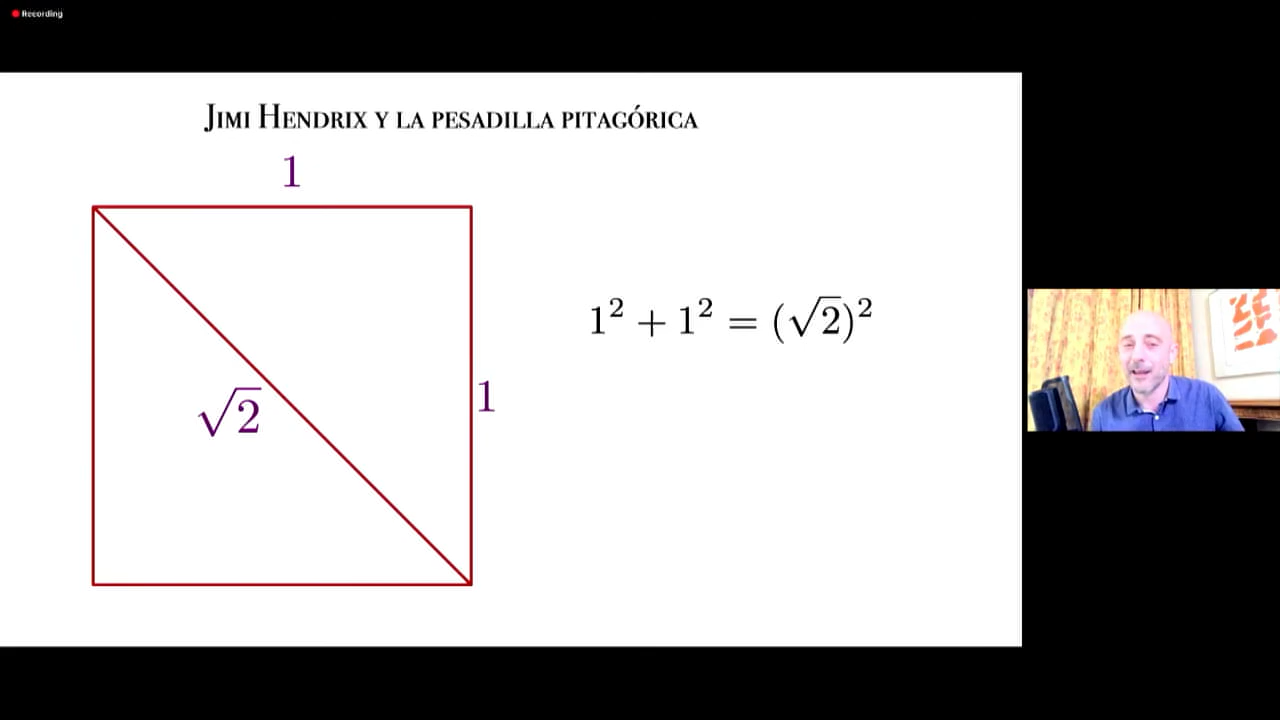 Recording
Jimi Hendrix y la pesadilla pitagórica
1
√2
1
1² + 1² = (√2)²